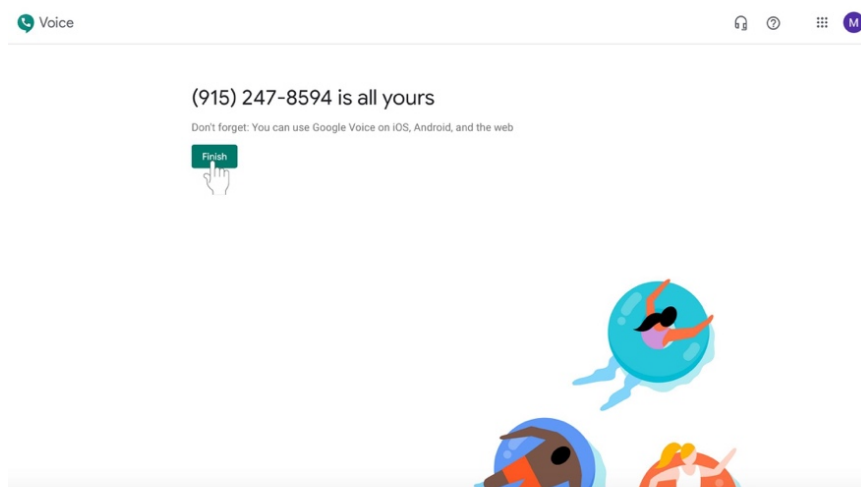 Voice
M
(915) 247-8594 is all yours
Don't forget: You can use Google Voice on iOS, Android, and the web
Finish